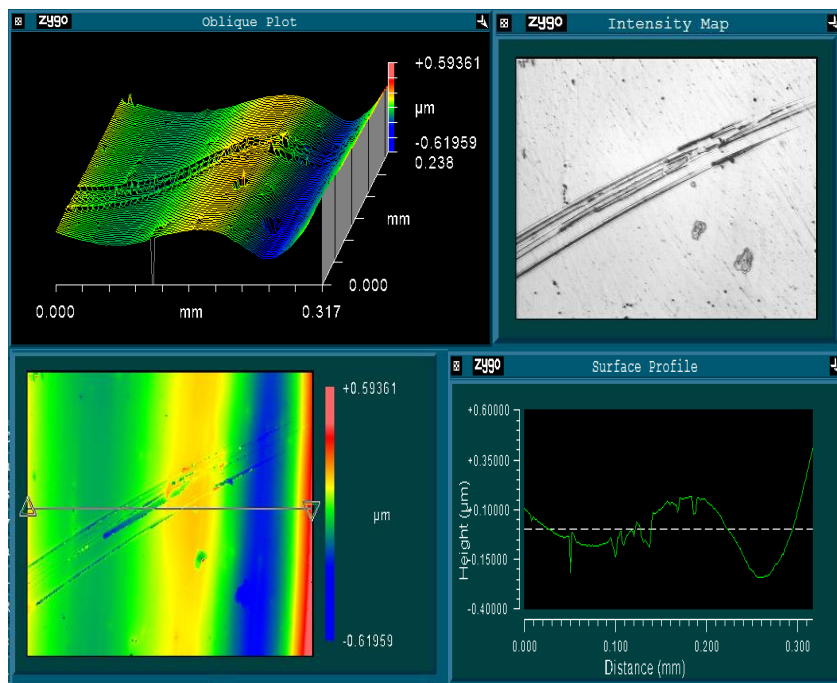 zygo
Oblique Plot
+0.59361
µm
-0.61959
0.238
mm
0.000
0.000
mm
0.317
zygo
Intensity Map
+0.59361
µm
-0.61959
zygo
Surface Profile
+0.60000
+0.35000
+0.10000
-0.15000
-0.40000
Height (µm)
0.000
0.100
0.200
0.300
Distance (mm)